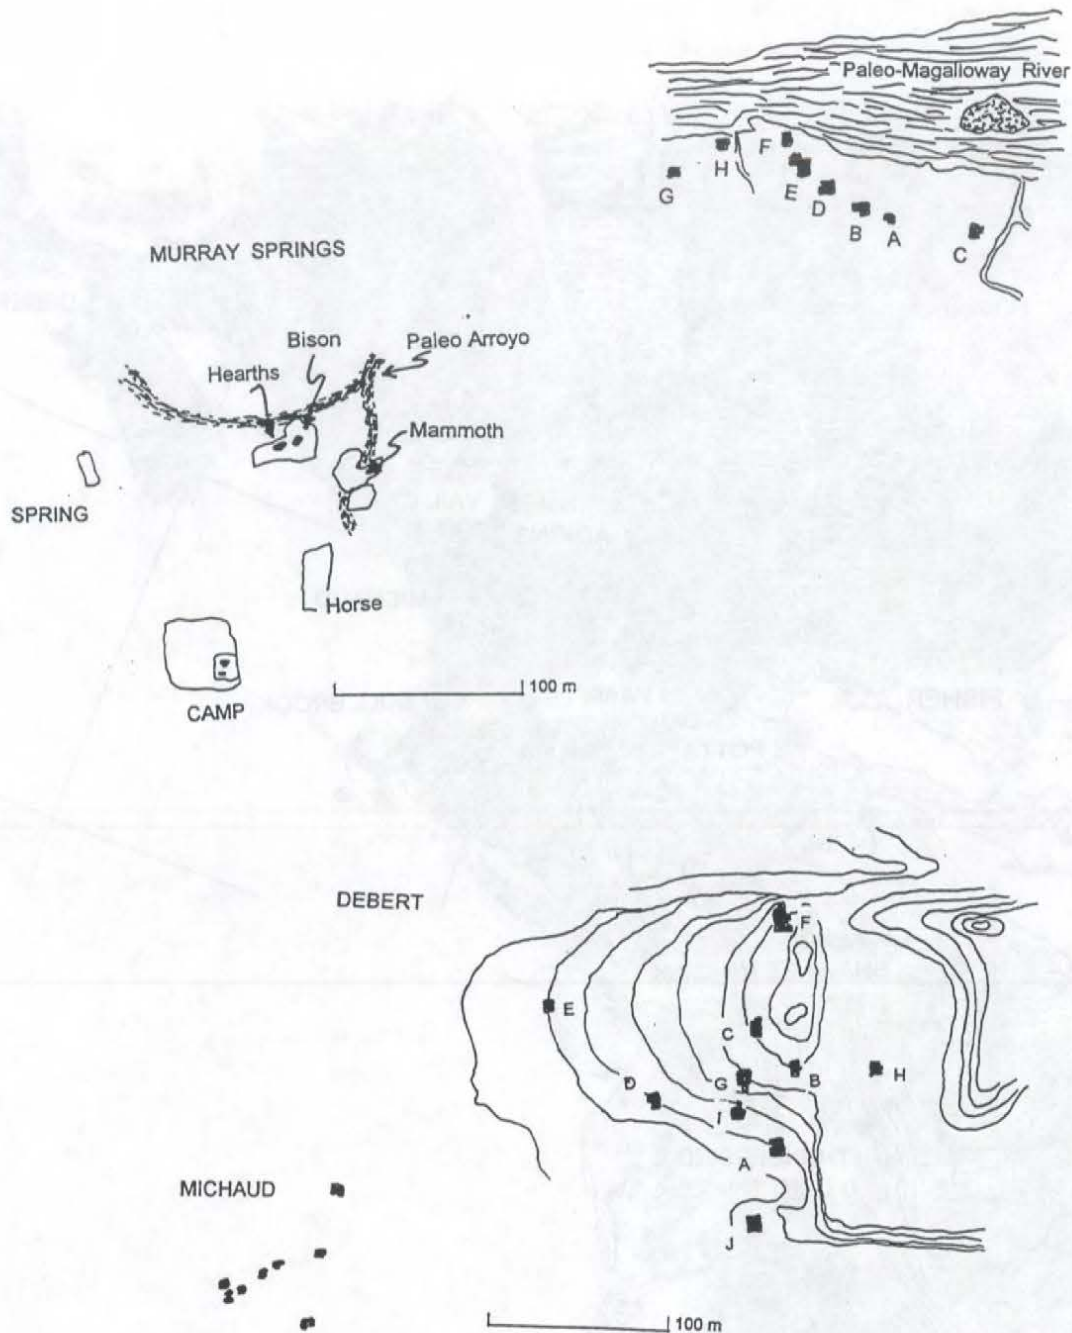 Paleo-Magalloway River
F
H
G
E
D
B
A
C
MURRAY SPRINGS
Bison
Paleo Arroyo
Hearths
Mammoth
SPRING
Horse
100 m
CAMP
DEBERT
F
E
C
B
H
D
G
I
A
MICHAUD
J
100 m